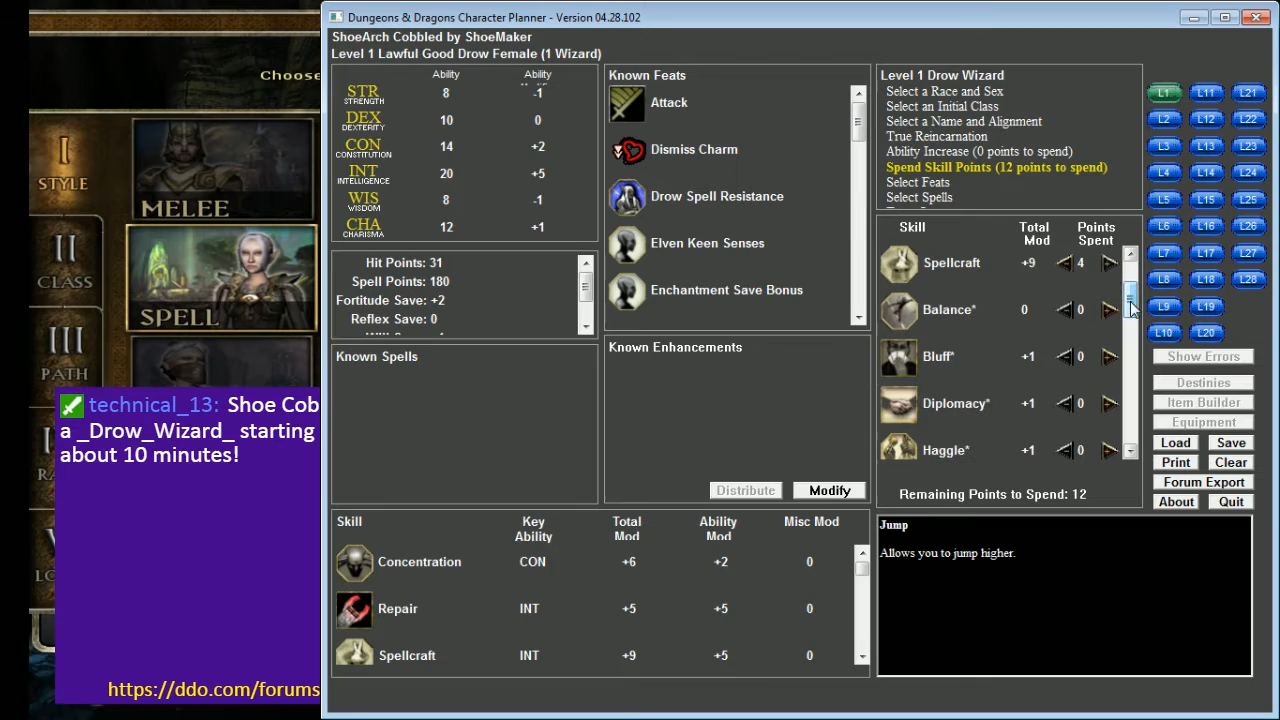 Choose
I
STYLE
II
CLASS
III
PATH
MELEE
SPELL
technical_13: Shoe Cob
a _Drow_Wizard_ starting
about 10 minutes!
https://ddo.com/forums
Dungeons & Dragons Character Planner - Version 04.28.102
ShoeArch Cobbled by ShoeMaker
Level 1 Lawful Good Drow Female (1 Wizard)
Ability
Ability
STR
STRENGTH
8
-1
DEX
DEXTERITY
10
0
CON
CONSTITUTION
14
+2
INT
INTELLIGENCE
20
+5
WIS
WISDOM
8
-1
CHA
CHARISMA
12
+1
Hit Points: 31
Spell Points: 180
Fortitude Save: +2
Reflex Save: 0
Known Spells
Known Feats
Attack
Dismiss Charm
Drow Spell Resistance
Elven Keen Senses
Enchantment Save Bonus
Known Enhancements
Distribute
Modify
Skill
Key
Ability
Total
Mod
Ability
Mod
Misc Mod
Concentration CON +6 +2 0
Repair INT +5 +5 0
Spellcraft INT +9 +5 0
Level 1 Drow Wizard
Select a Race and Sex
Select an Initial Class
Select a Name and Alignment
True Reincarnation
Ability Increase (0 points to spend)
Spend Skill Points (12 points to spend)
Select Feats
Select Spells
Skill
Total
Mod
Points
Spent
Spellcraft +9 4
Balance* 0 0
Bluff* +1 0
Diplomacy* +1 0
Haggle* +1 0
Remaining Points to Spend: 12
Jump
Allows you to jump higher.
L1 L11 L21
L2 L12 L22
L3 L13 L23
L4 L14 L24
L5 L15 L25
L6 L16 L26
L7 L17 L27
L8 L18 L28
L9 L19
L10 L20
Show Errors
Destinies
Item Builder
Equipment
Load Save
Print Clear
Forum Export
About Quit